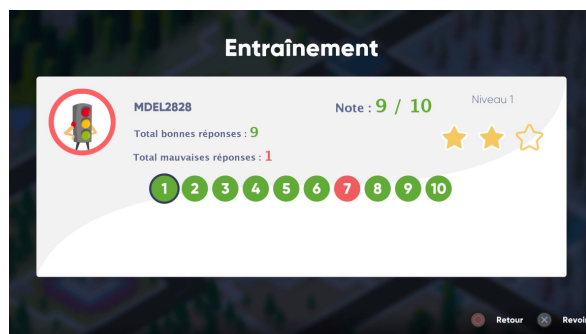 Entraînement
MDEL2828
Note : 9 / 10
Niveau 1
Total bonnes réponses : 9
Total mauvaises réponses : 1
1 2 3 4 5 6 7 8 9 10
Retour
Revoir